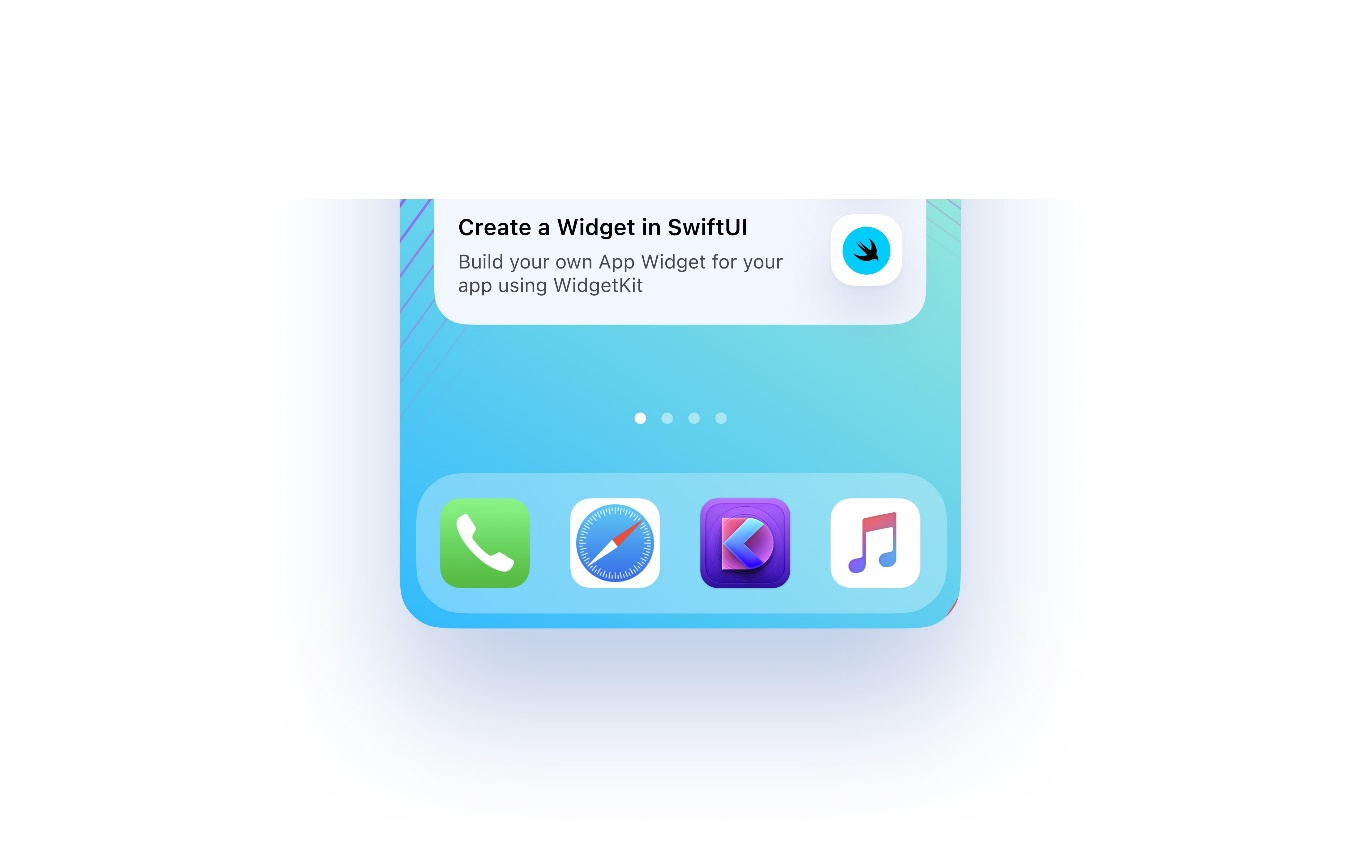 Create a Widget in SwiftUI
Build your own App Widget for your
app using WidgetKit